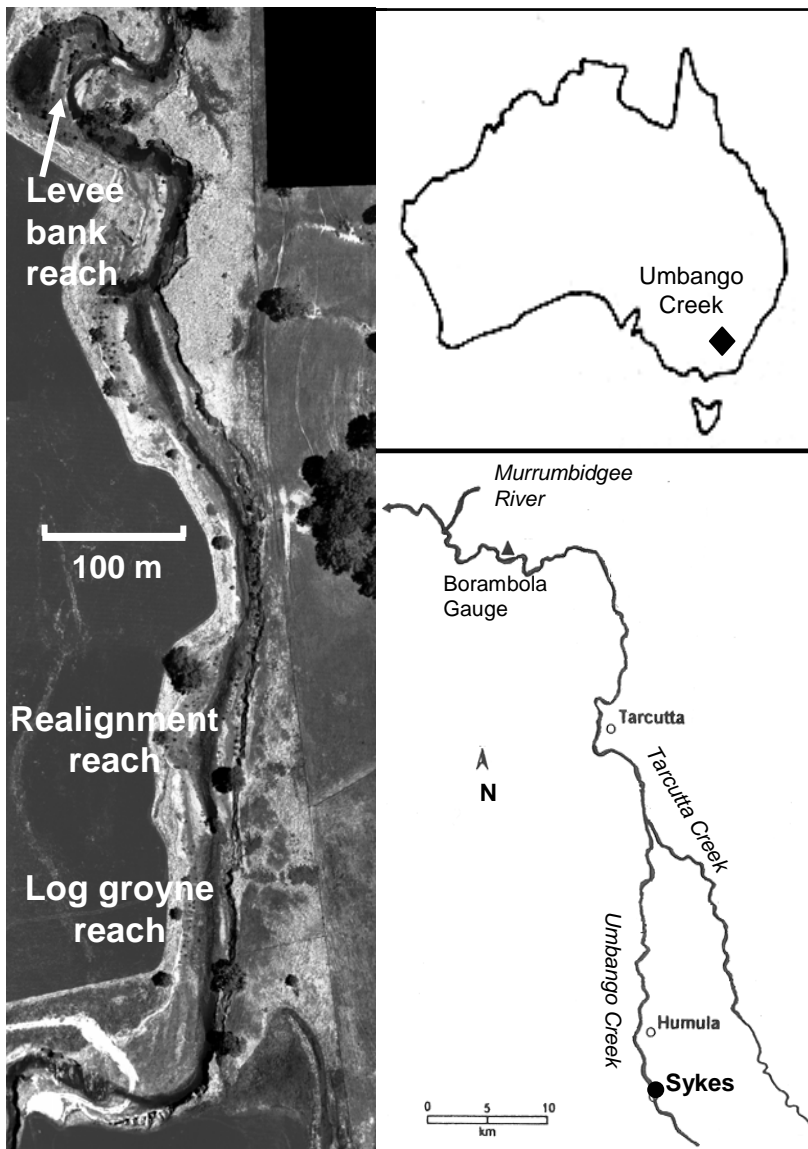 Levee
bank
reach
100 m
Realignment
reach
Log groyne
reach
Umbango
Creek
Murrumbidgee
River
Borambola
Gauge
Tarcutta
N
Tarcutta Creek
Umbango Creek
Humula
Sykes
0 5 10
km